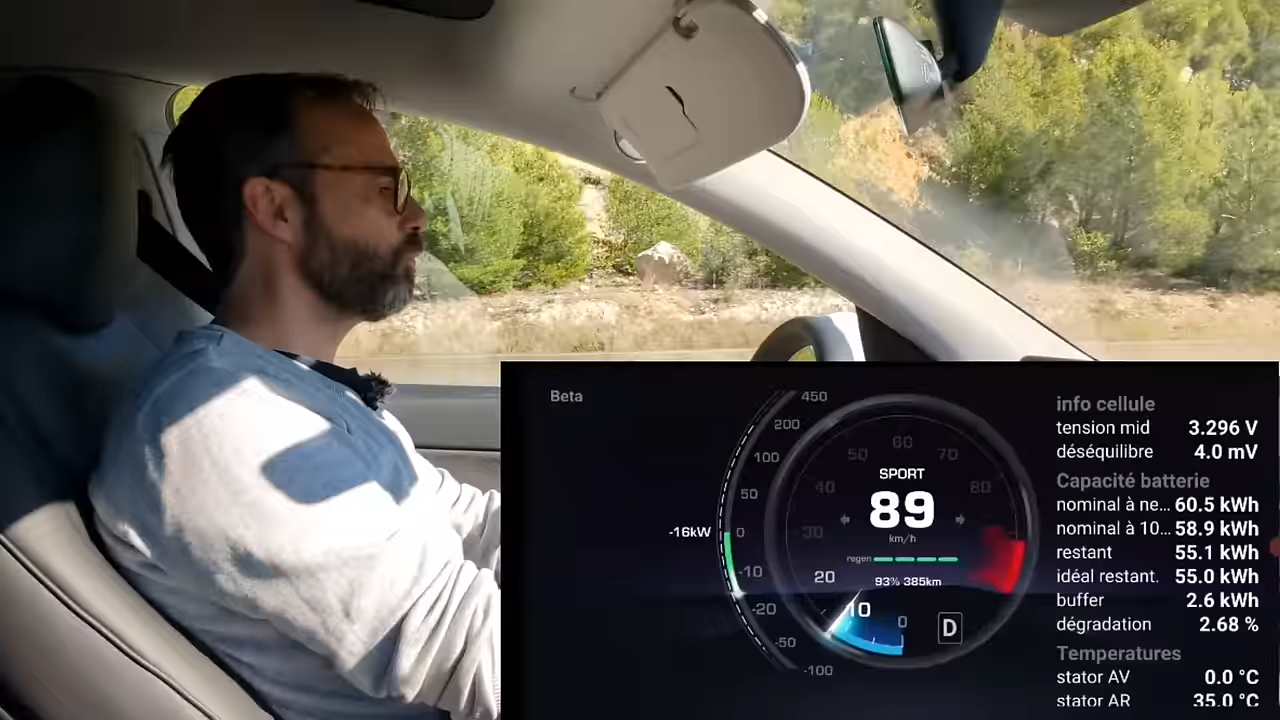 Beta
450
200
100
50
0
-10
-20
-50
-100
-16kW
60
50
70
40
80
30
20
10
0
SPORT
89
km/h
regen
93% 385km
D
info cellule
tension mid 3.296 V
déséquilibre 4.0 mV
Capacité batterie
nominal à ne... 60.5 kWh
nominal à 10... 58.9 kWh
restant 55.1 kWh
idéal restant. 55.0 kWh
buffer 2.6 kWh
dégradation 2.68 %
Temperatures
stator AV 0.0 °C
stator AR 35.0 °C